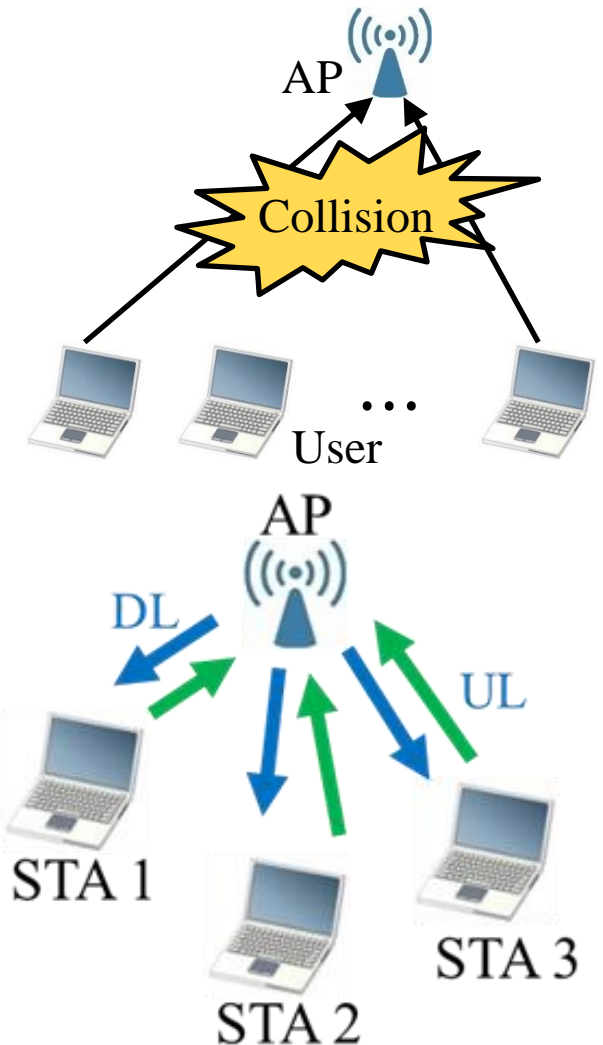 AP
Collision
…
User
AP
DL
UL
STA 1
STA 3
STA 2